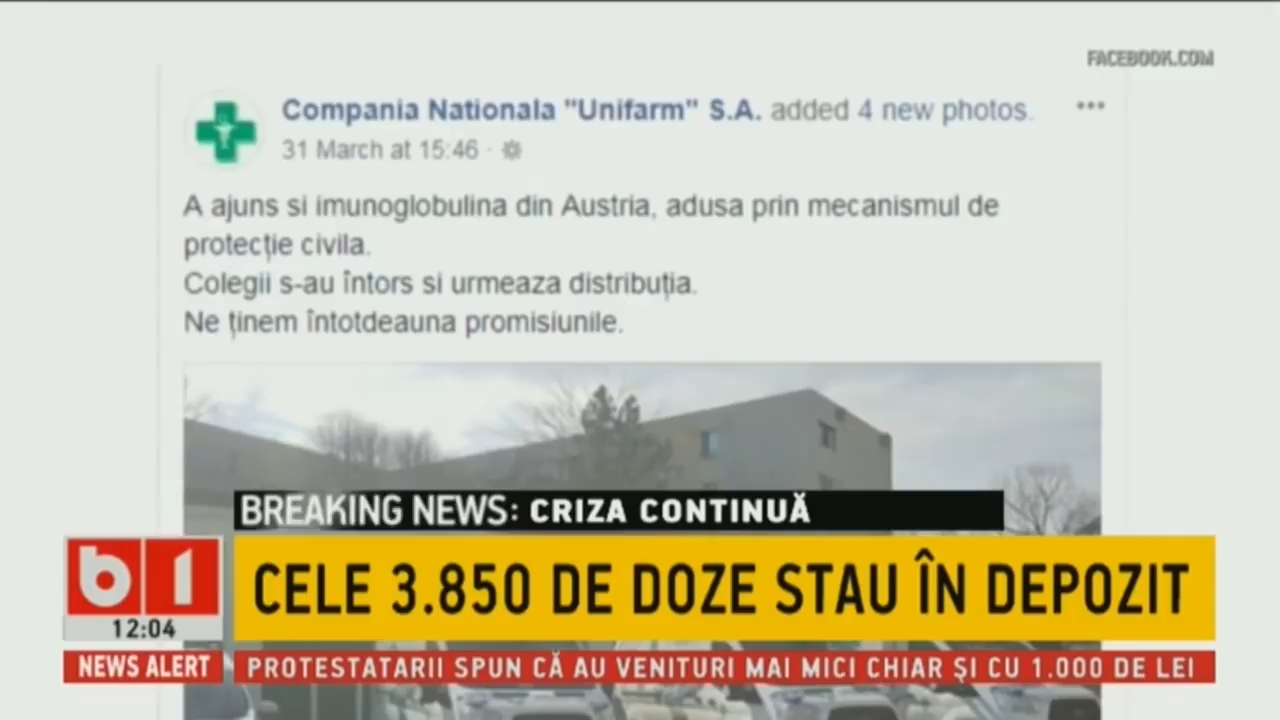 FACEBOOK.COM
Compania Nationala "Unifarm" S.A. added 4 new photos.
31 March at 15:46
A ajuns si imunoglobulina din Austria, adusa prin mecanismul de
protecție civila.
Colegii s-au întors si urmeaza distribuția.
Ne ținem întotdeauna promisiunile.
BREAKING NEWS: CRIZA CONTINUĂ
b1
CELE 3.850 DE DOZE STAU ÎN DEPOZIT
12:04
NEWS ALERT
PROTESTATARII SPUN CĂ AU VENITURI MAI MICI CHIAR ȘI CU 1.000 DE LEI